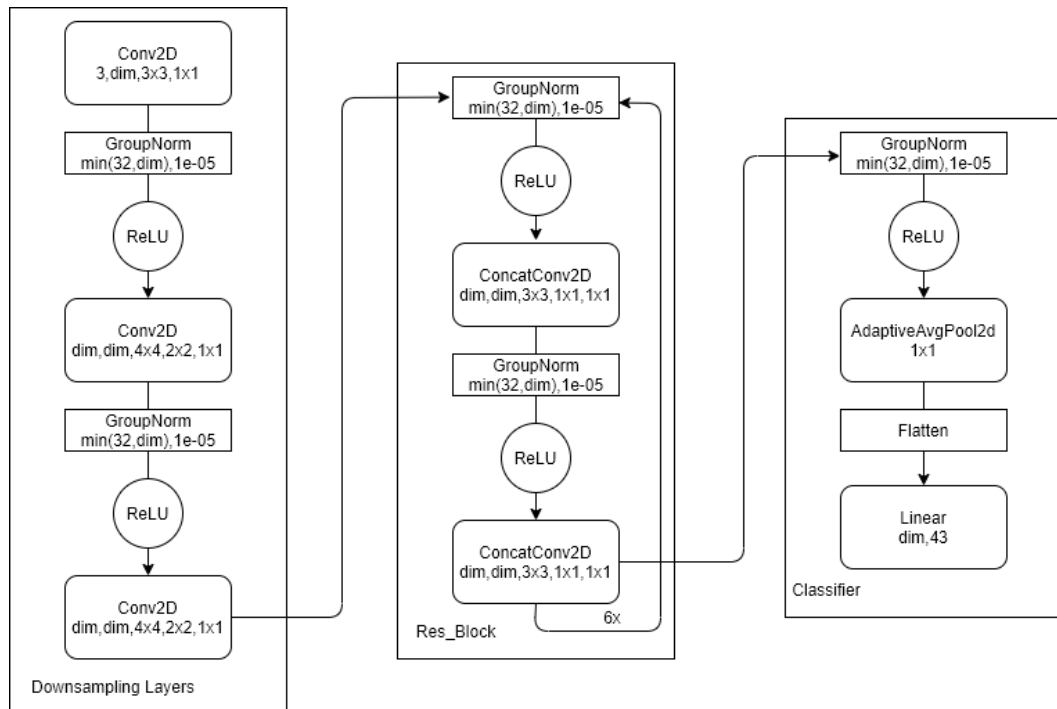 Conv2D
3,dim,3x3,1x1
GroupNorm
min(32,dim),1e-05
ReLU
Conv2D
dim,dim,4x4,2x2,1x1
GroupNorm
min(32,dim),1e-05
ReLU
Conv2D
dim,dim,4x4,2x2,1x1
Downsampling Layers
GroupNorm
min(32,dim),1e-05
ReLU
ConcatConv2D
dim,dim,3x3,1x1,1x1
GroupNorm
min(32,dim),1e-05
ReLU
ConcatConv2D
dim,dim,3x3,1x1,1x1
6x
Res_Block
GroupNorm
min(32,dim),1e-05
ReLU
AdaptiveAvgPool2d
1x1
Flatten
Linear
dim,43
Classifier